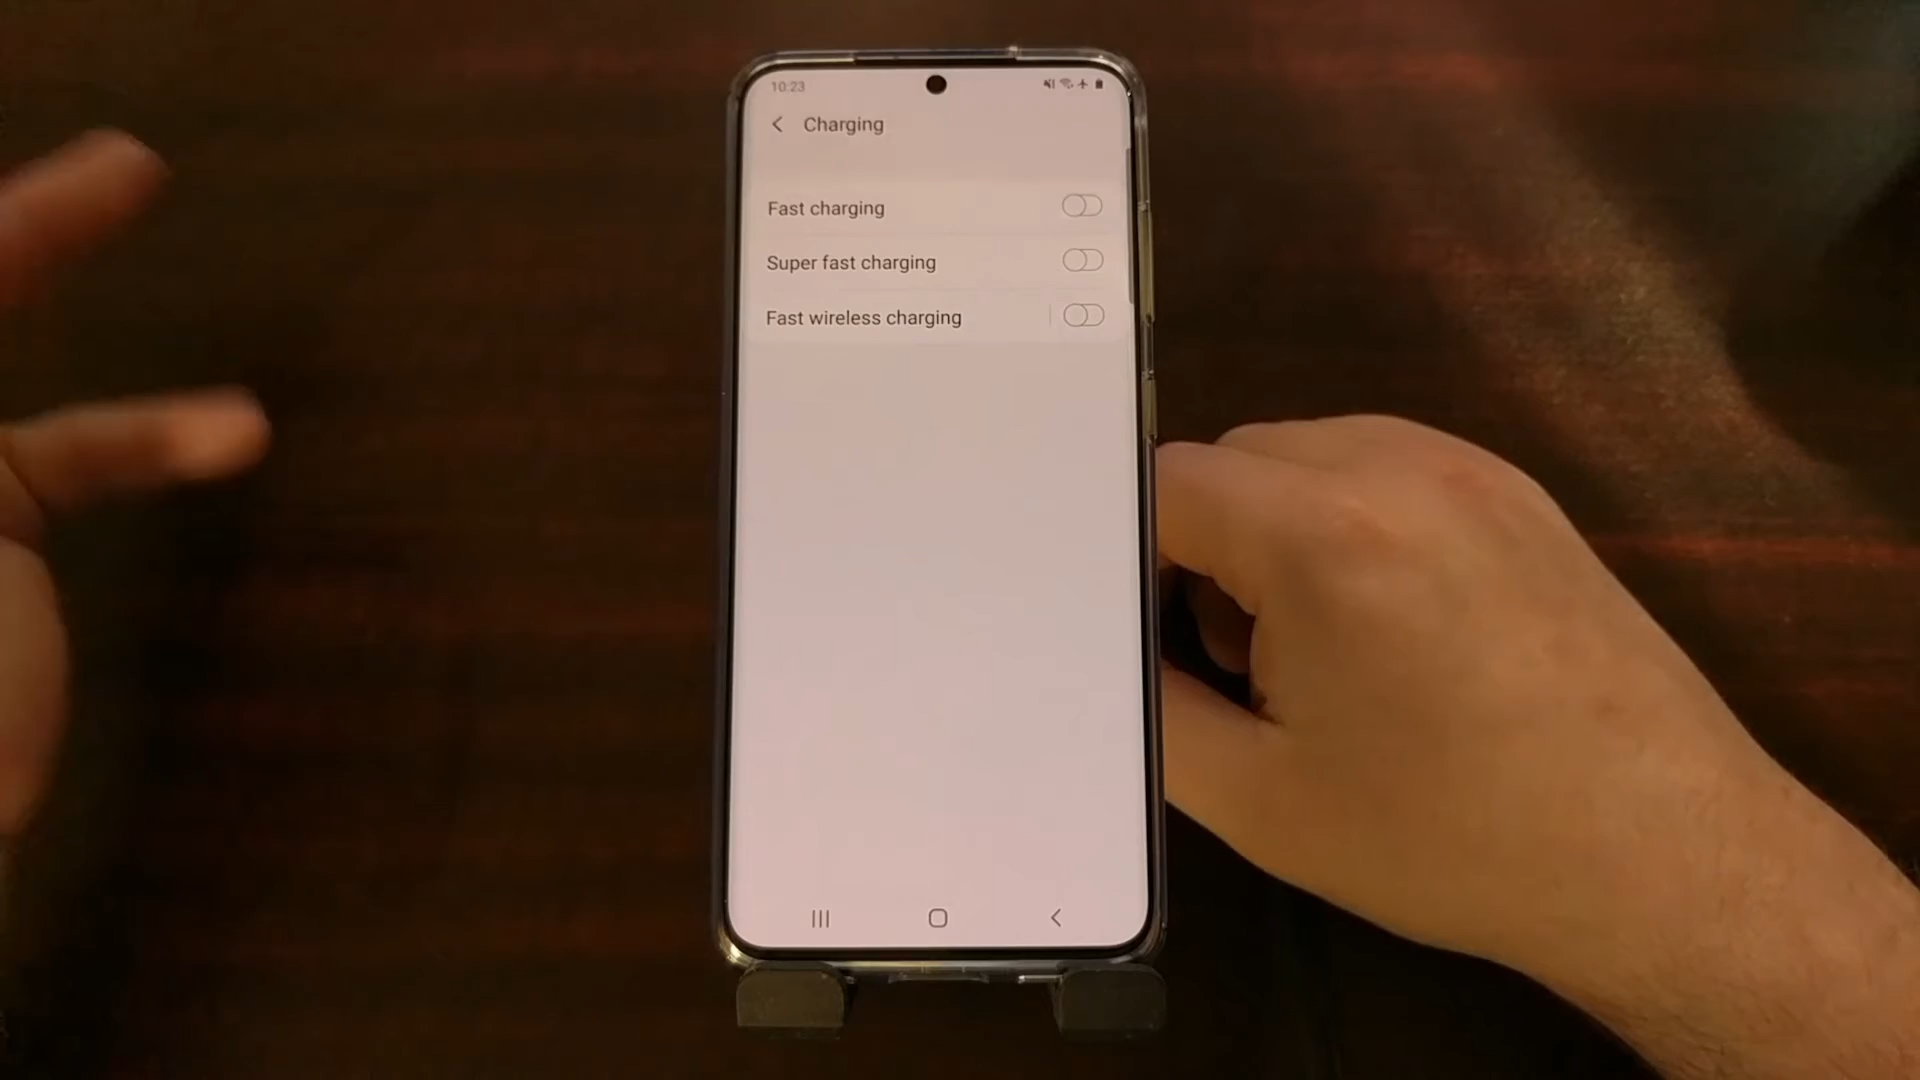 10:23
Charging
Fast charging
Super fast charging
Fast wireless charging